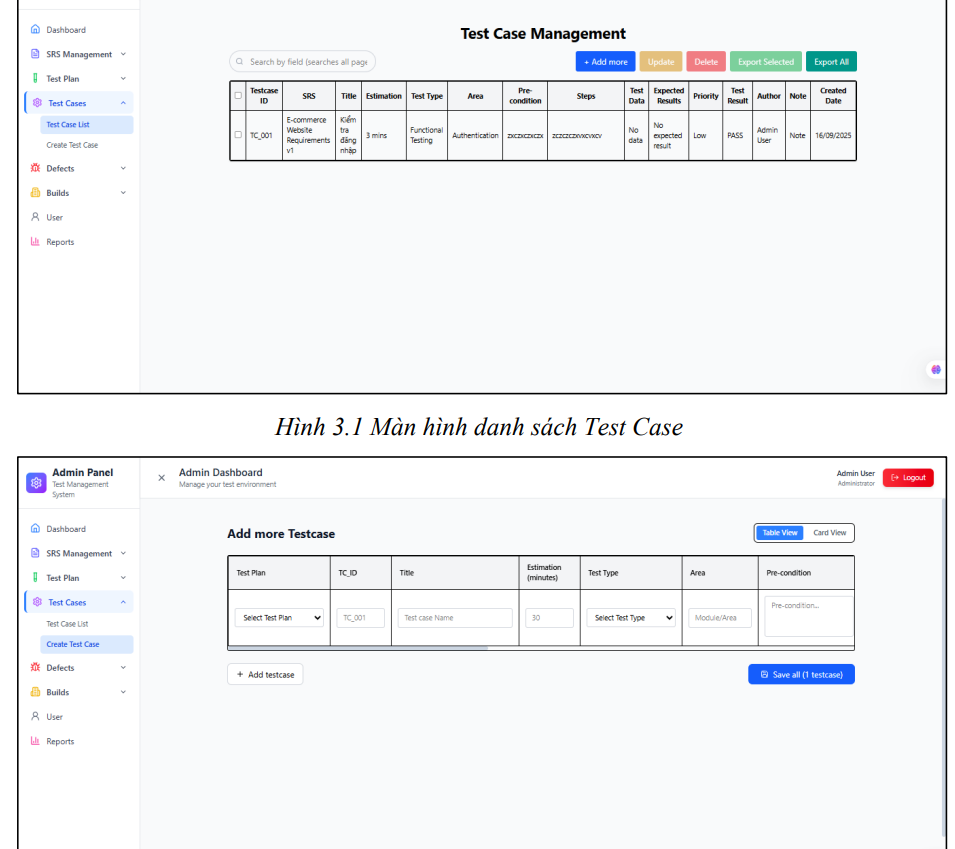 Dashboard
SRS Management
Test Plan
Test Cases
Test Case List
Create Test Case
Defects
Builds
User
Reports
Test Case Management
Search by field (searches all page
+ Add more
Update
Delete
Export Selected
Export All
Testcase ID
SRS
Title
Estimation
Test Type
Area
Pre-condition
Steps
Test Data
Expected Results
Priority
Test Result
Author
Note
Created Date
TC_001
E-commerce Website Requirements v1
Kiểm tra đăng nhập
3 mins
Functional Testing
Authentication
zxczxczxczx
zczczczxvxcvxcv
No data
No expected result
Low
PASS
Admin User
Note
16/09/2025
Hình 3.1 Màn hình danh sách Test Case
Admin Panel
Test Management System
Admin Dashboard
Manage your test environment
Admin User
Administrator
Logout
Dashboard
SRS Management
Test Plan
Test Cases
Test Case List
Create Test Case
Defects
Builds
User
Reports
Add more Testcase
Table View
Card View
Test Plan
TC_ID
Title
Estimation (minutes)
Test Type
Area
Pre-condition
Select Test Plan
TC_001
Test case Name
30
Select Test Type
Module/Area
Pre-condition...
+ Add testcase
Save all (1 testcase)